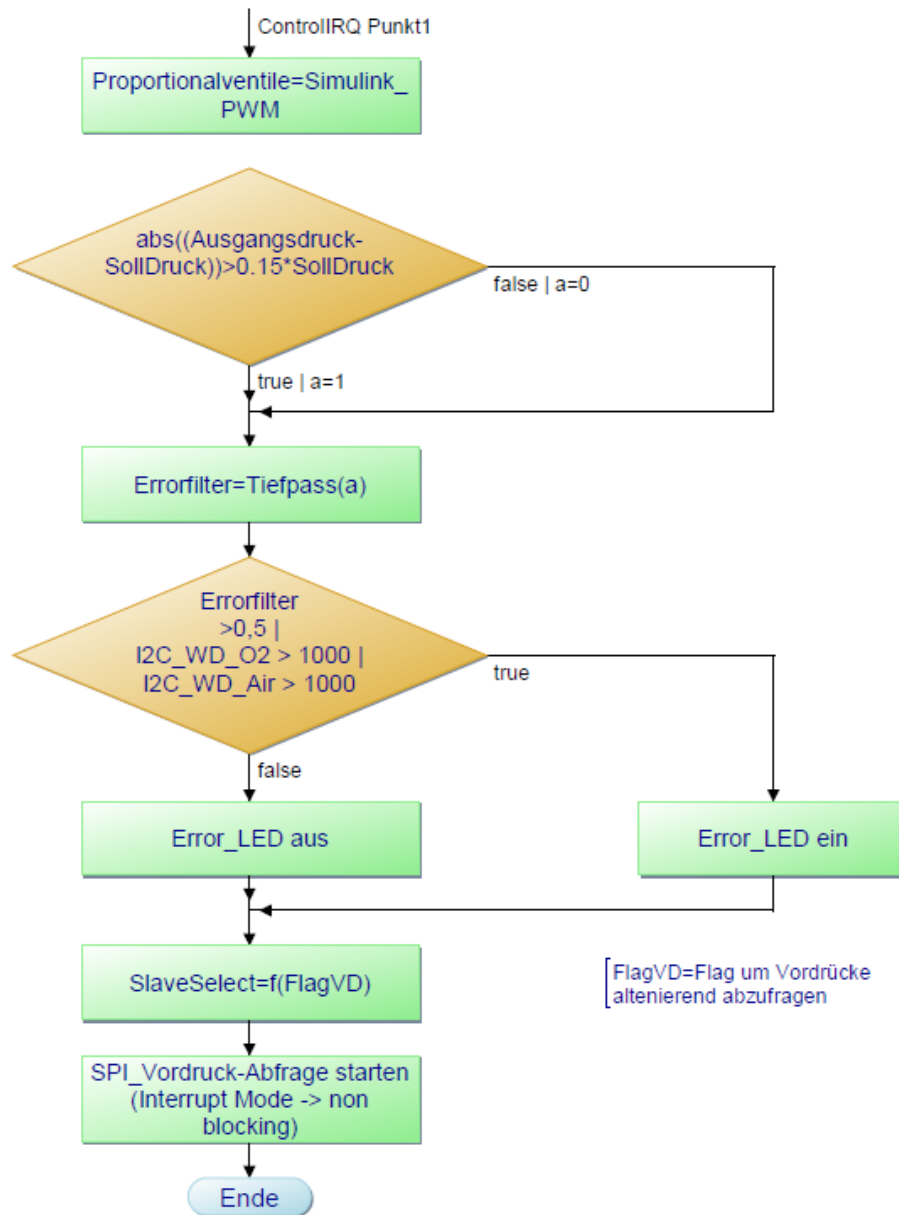 ControlIRQ Punkt1
Proportionalventile=Simulink_
PWM
abs((Ausgangsdruck-
SollDruck))>0.15*SollDruck
false | a=0
true | a=1
Errorfilter=Tiefpass(a)
Errorfilter
>0,5 |
I2C_WD_O2 > 1000 |
I2C_WD_Air > 1000
true
false
Error_LED aus
Error_LED ein
SlaveSelect=f(FlagVD)
FlagVD=Flag um Vordrücke
altenierend abzufragen
SPI_Vordruck-Abfrage starten
(Interrupt Mode -> non
blocking)
Ende